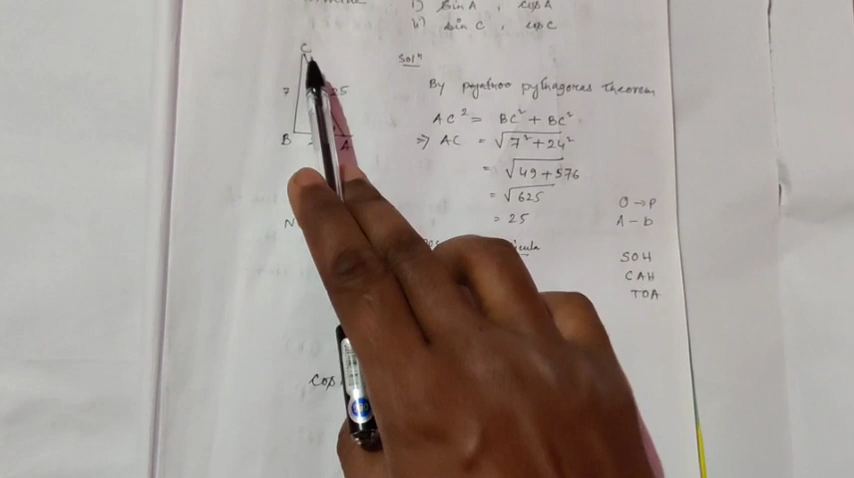 i) sin A , cos A
ii) sin C , cos C
C
Sol^n
7
25
By pythagoras Theorem
AC² = BC² + BC²
B
A
⇒ AC = √7² + 24²
= √49 + 576
= √625
O → P
= 25
A – b
N
SOH
CAH
TOA
cos